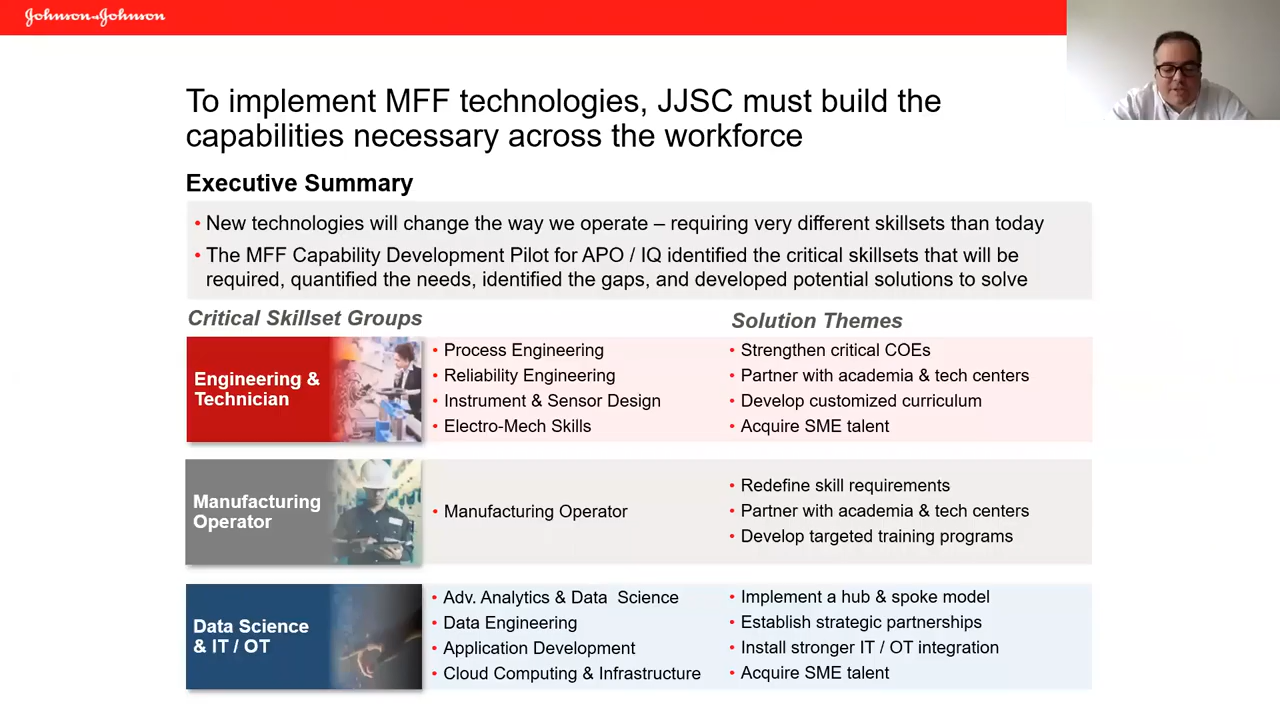 Johnson & Johnson
To implement MFF technologies, JJSC must build the
capabilities necessary across the workforce
Executive Summary
• New technologies will change the way we operate – requiring very different skillsets than today
• The MFF Capability Development Pilot for APO / IQ identified the critical skillsets that will be
required, quantified the needs, identified the gaps, and developed potential solutions to solve
Critical Skillset Groups
Solution Themes
Engineering &
Technician
• Process Engineering
• Reliability Engineering
• Instrument & Sensor Design
• Electro-Mech Skills
• Strengthen critical COEs
• Partner with academia & tech centers
• Develop customized curriculum
• Acquire SME talent
Manufacturing
Operator
• Manufacturing Operator
• Redefine skill requirements
• Partner with academia & tech centers
• Develop targeted training programs
Data Science
& IT / OT
• Adv. Analytics & Data Science
• Data Engineering
• Application Development
• Cloud Computing & Infrastructure
• Implement a hub & spoke model
• Establish strategic partnerships
• Install stronger IT / OT integration
• Acquire SME talent